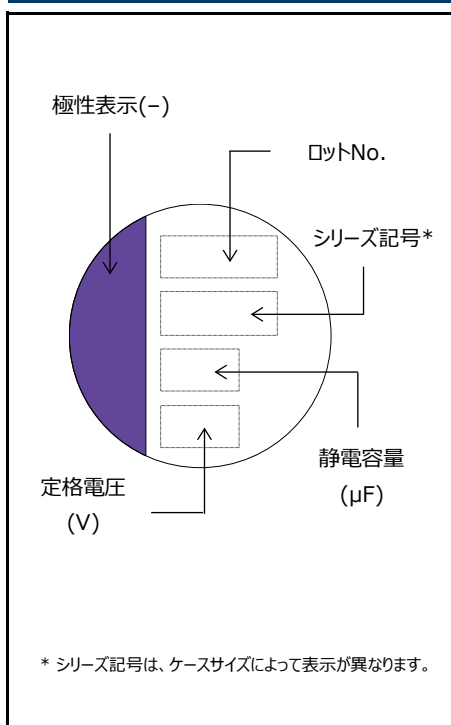 極性表示(−)
ロットNo.
シリーズ記号*
静電容量
(μF)
定格電圧
(V)
* シリーズ記号は、ケースサイズによって表示が異なります。